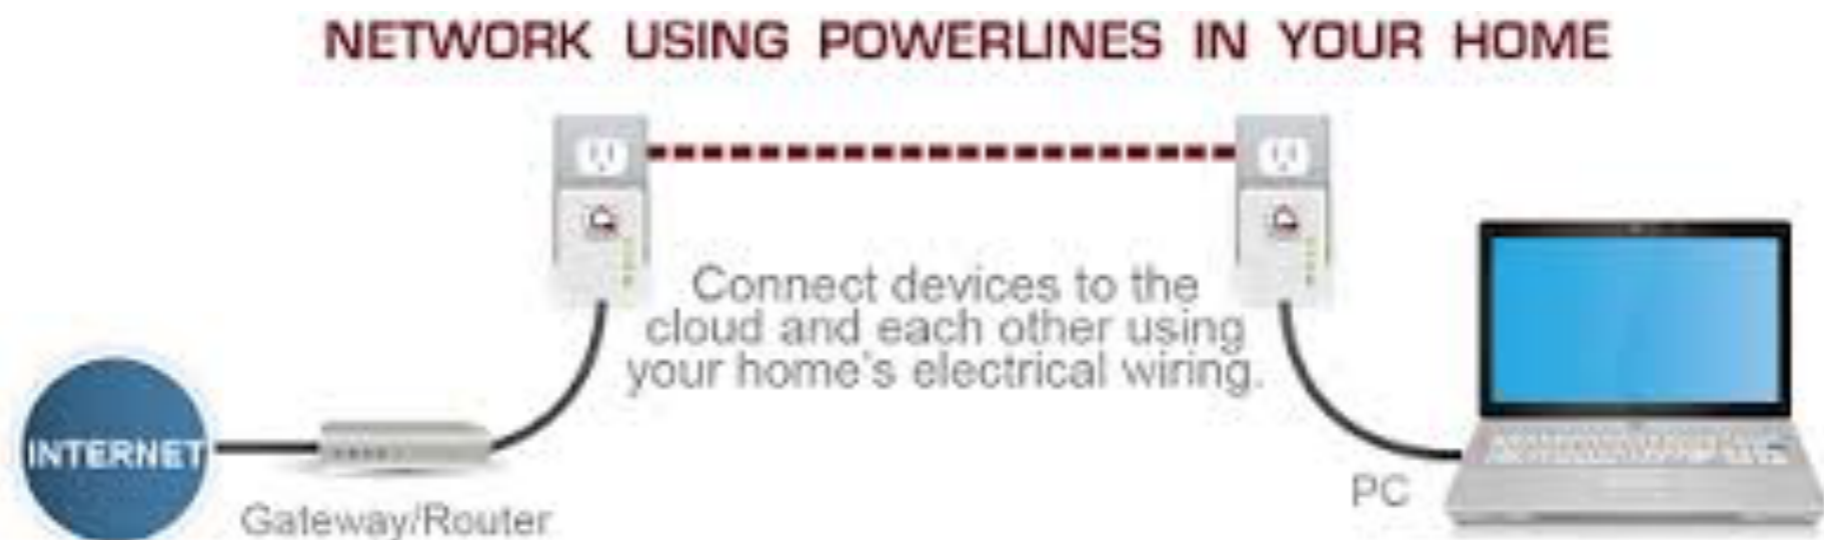 NETWORK USING POWERLINES IN YOUR HOME
Connect devices to the
cloud and each other using
your home's electrical wiring.
INTERNET
Gateway/Router
PC